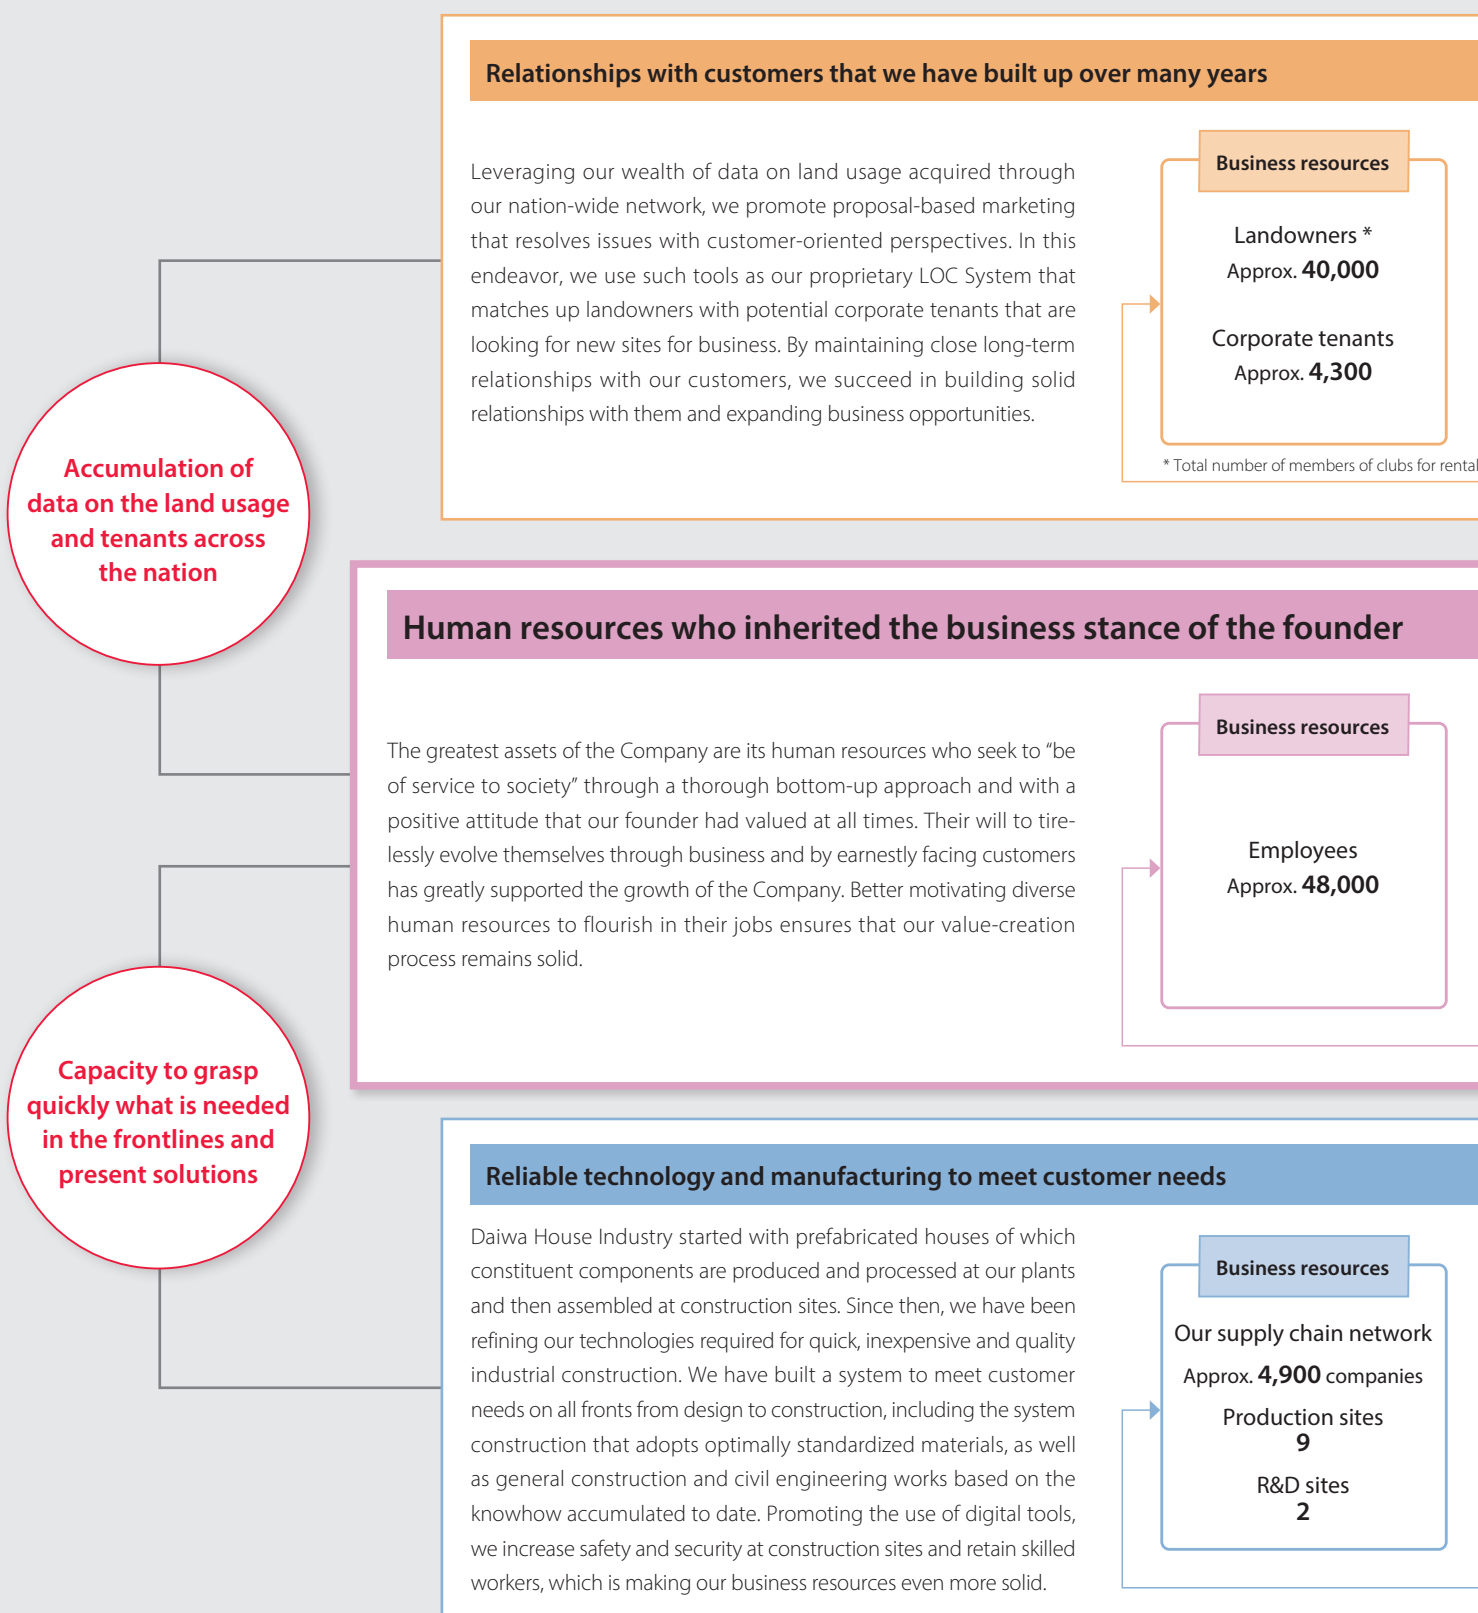 Relationships with customers that we have built up over many years
Leveraging our wealth of data on land usage acquired through
our nation-wide network, we promote proposal-based marketing
that resolves issues with customer-oriented perspectives. In this
endeavor, we use such tools as our proprietary LOC System that
matches up landowners with potential corporate tenants that are
looking for new sites for business. By maintaining close long-term
relationships with our customers, we succeed in building solid
relationships with them and expanding business opportunities.
Business resources
Landowners *
Approx. 40,000
Corporate tenants
Approx. 4,300
* Total number of members of clubs for rental
Accumulation of
data on the land usage
and tenants across
the nation
Human resources who inherited the business stance of the founder
The greatest assets of the Company are its human resources who seek to “be
of service to society” through a thorough bottom-up approach and with a
positive attitude that our founder had valued at all times. Their will to tire-
lessly evolve themselves through business and by earnestly facing customers
has greatly supported the growth of the Company. Better motivating diverse
human resources to flourish in their jobs ensures that our value-creation
process remains solid.
Business resources
Employees
Approx. 48,000
Capacity to grasp
quickly what is needed
in the frontlines and
present solutions
Reliable technology and manufacturing to meet customer needs
Daiwa House Industry started with prefabricated houses of which
constituent components are produced and processed at our plants
and then assembled at construction sites. Since then, we have been
refining our technologies required for quick, inexpensive and quality
industrial construction. We have built a system to meet customer
needs on all fronts from design to construction, including the system
construction that adopts optimally standardized materials, as well
as general construction and civil engineering works based on the
knowhow accumulated to date. Promoting the use of digital tools,
we increase safety and security at construction sites and retain skilled
workers, which is making our business resources even more solid.
Business resources
Our supply chain network
Approx. 4,900 companies
Production sites
9
R&D sites
2